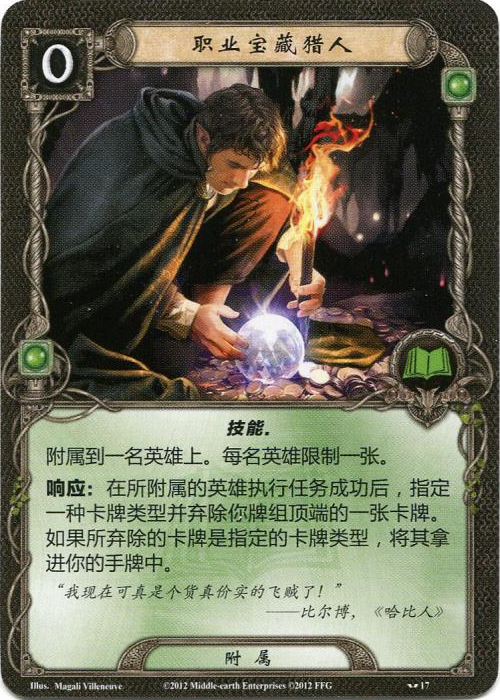 0
职业宝藏猎人
技能.
附属到一名英雄上。每名英雄限制一张。
响应：在所附属的英雄执行任务成功后，指定
一种卡牌类型并弃除你牌组顶端的一张卡牌。
如果所弃除的卡牌是指定的卡牌类型，将其拿
进你的手牌中。
“我现在可真是个货真价实的飞贼了！”
——比尔博，《哈比人》
附属
Illus. Magali Villeneuve ©2012 Middle-earth Enterprises ©2012 FFG 17